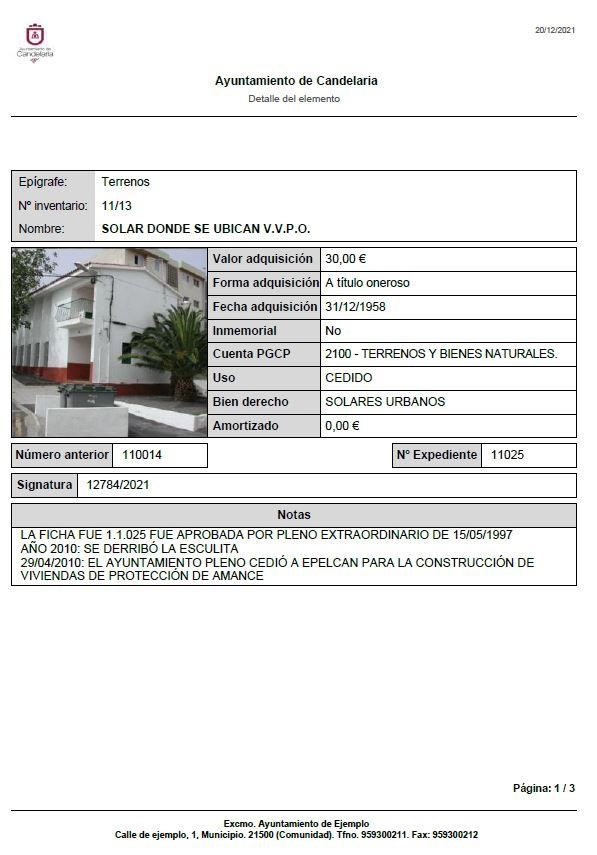 20/12/2021
Ayuntamiento de
Candelaria
Ayuntamiento de Candelaria
Detalle del elemento
Epígrafe: Terrenos
Nº inventario: 11/13
Nombre: SOLAR DONDE SE UBICAN V.V.P.O.
Valor adquisición 30,00 €
Forma adquisición A título oneroso
Fecha adquisición 31/12/1958
Inmemorial No
Cuenta PGCP 2100 - TERRENOS Y BIENES NATURALES.
Uso CEDIDO
Bien derecho SOLARES URBANOS
Amortizado 0,00 €
Número anterior 110014 Nº Expediente 11025
Signatura 12784/2021
Notas
LA FICHA FUE 1.1.025 FUE APROBADA POR PLENO EXTRAORDINARIO DE 15/05/1997
AÑO 2010: SE DERRIBÓ LA ESCULITA
29/04/2010: EL AYUNTAMIENTO PLENO CEDIÓ A EPELCAN PARA LA CONSTRUCCIÓN DE
VIVIENDAS DE PROTECCIÓN DE AMANCE
Página: 1 / 3
Excmo. Ayuntamiento de Ejemplo
Calle de ejemplo, 1, Municipio. 21500 (Comunidad). Tfno. 959300211. Fax: 959300212